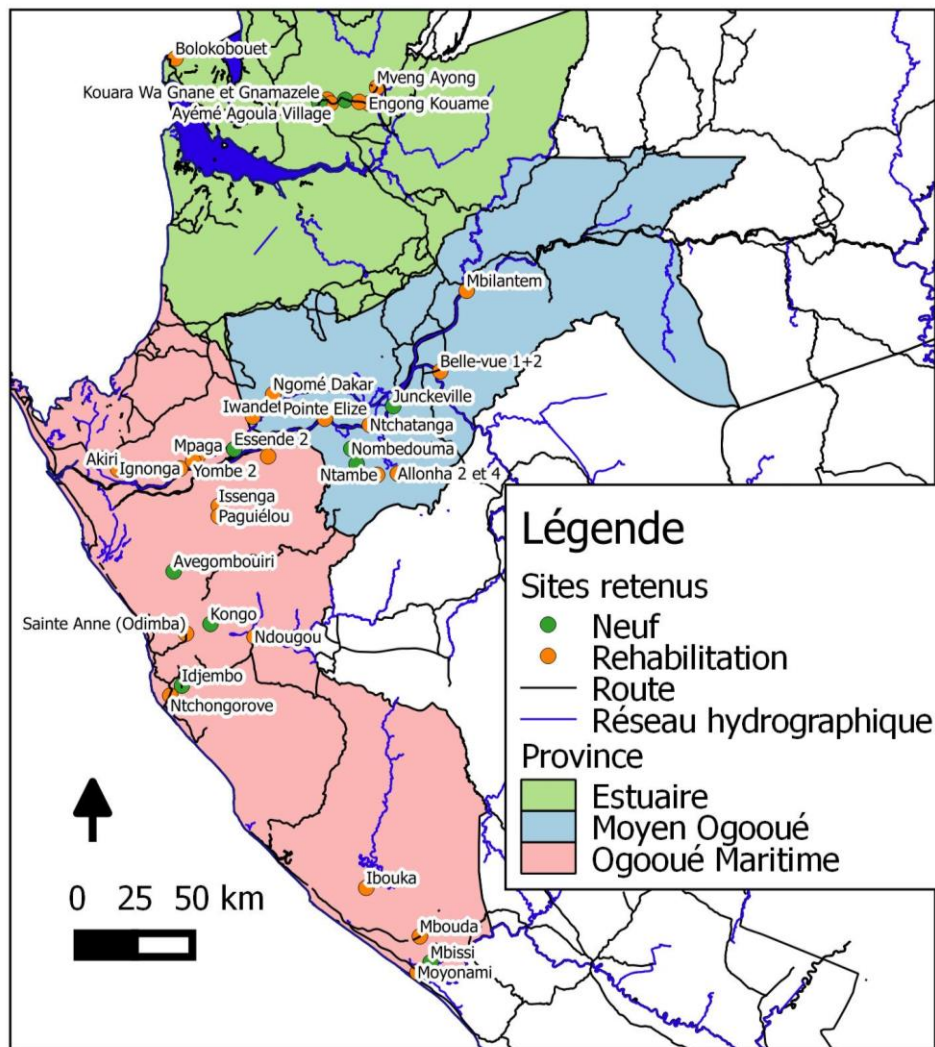 Bolokobouet
Mveng Ayong
Kouara Wa Gnane et Gnamazele
Engong Kouame
Ayémé Agoula Village
Mbilantem
Belle-vue 1+2
Ngomé Dakar
Junckeville
Iwandel
Pointe Elize
Ntchatanga
Essende 2
Mpaga
Nombedouma
Akiri
Ignonga
Yombe 2
Ntambe
Allonha 2 et 4
Issenga
Paguiélou
Avegombouiri
Kongo
Sainte Anne (Odimba)
Ndougou
Idjembo
Ntchongorove
Ibouka
Mbouda
Mbissi
Moyonami
0 25 50 km
Légende
Sites retenus
Neuf
Rehabilitation
Route
Réseau hydrographique
Province
Estuaire
Moyen Ogooué
Ogooué Maritime